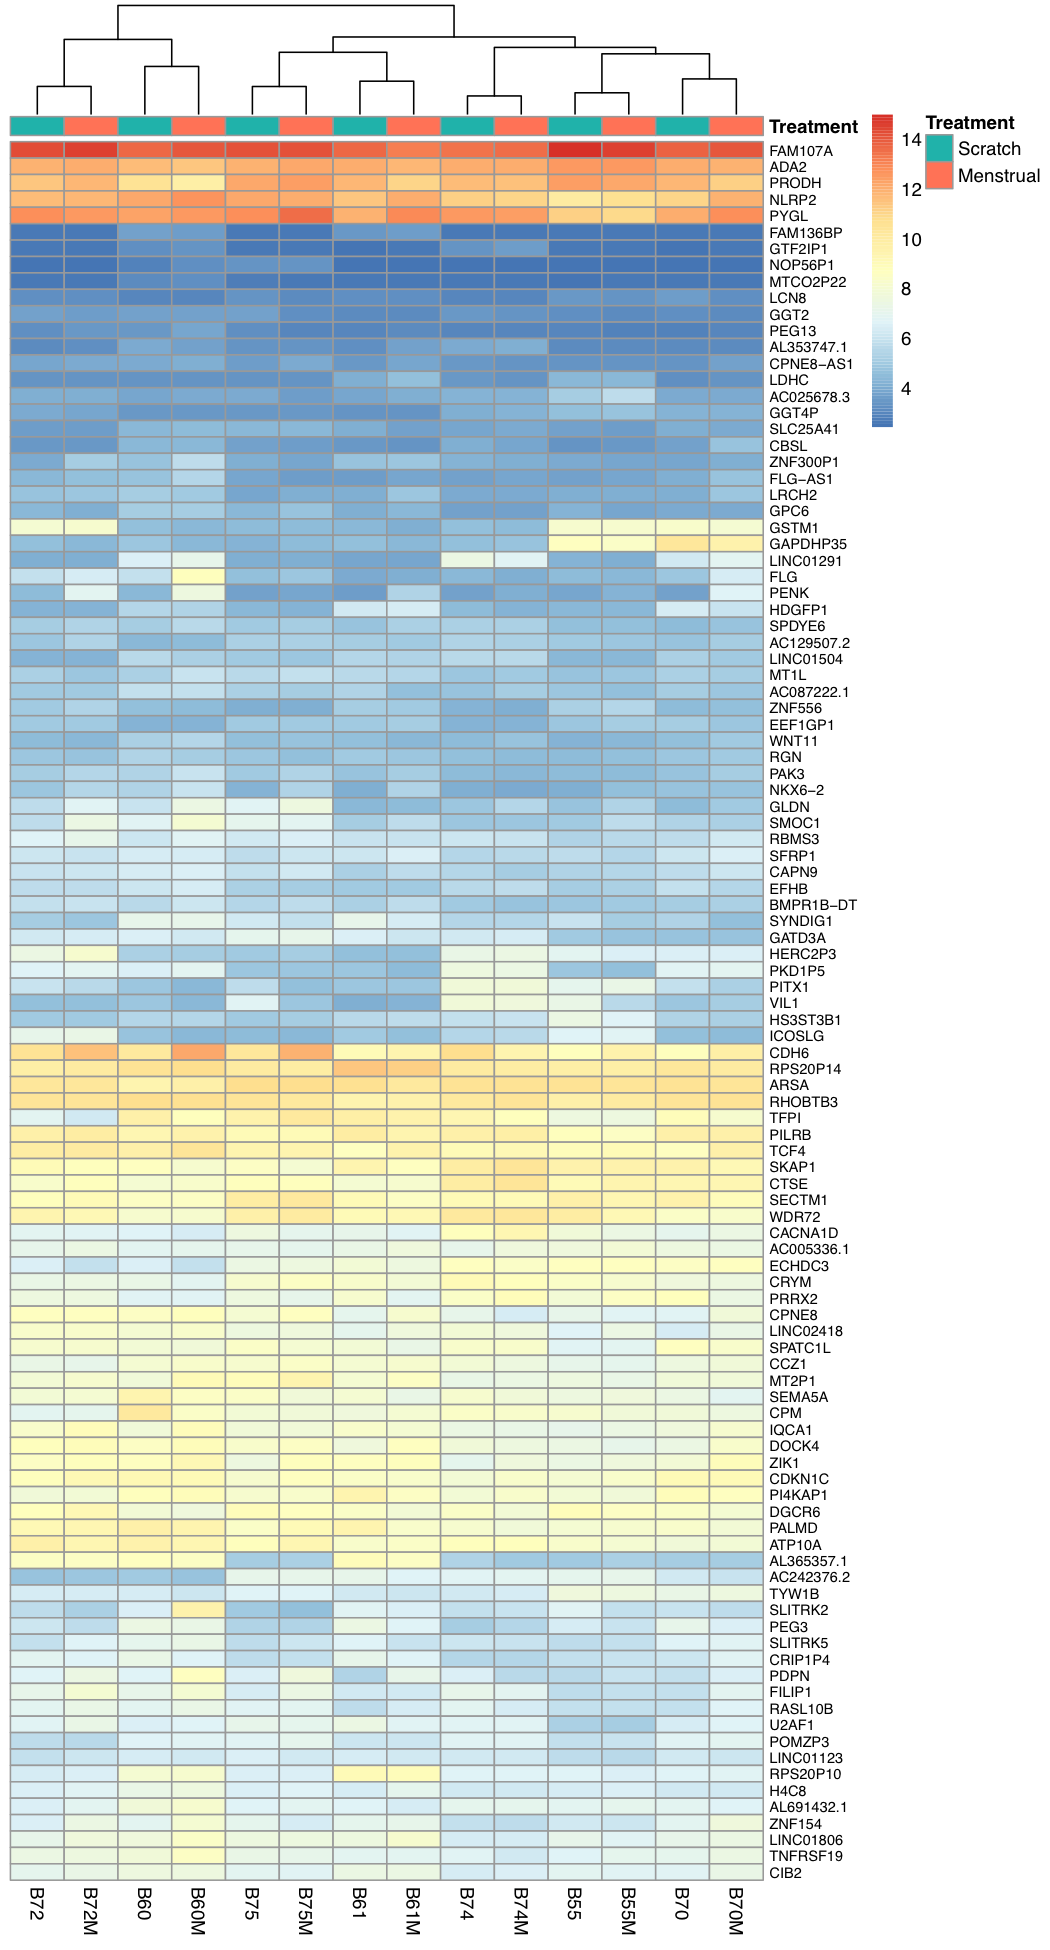 Treatment
Treatment
14
Scratch
Menstrual
12
10
8
6
4
FAM107A
ADA2
PRODH
NLRP2
PYGL
FAM136BP
GTF2IP1
NOP56P1
MTCO2P22
LCN8
GGT2
PEG13
AL353747.1
CPNE8−AS1
LDHC
AC025678.3
GGT4P
SLC25A41
CBSL
ZNF300P1
FLG−AS1
LRCH2
GPC6
GSTM1
GAPDHP35
LINC01291
FLG
PENK
HDGFP1
SPDYE6
AC129507.2
LINC01504
MT1L
AC087222.1
ZNF556
EEF1GP1
WNT11
RGN
PAK3
NKX6−2
GLDN
SMOC1
RBMS3
SFRP1
CAPN9
EFHB
BMPR1B−DT
SYNDIG1
GATD3A
HERC2P3
PKD1P5
PITX1
VIL1
HS3ST3B1
ICOSLG
CDH6
RPS20P14
ARSA
RHOBTB3
TFPI
PILRB
TCF4
SKAP1
CTSE
SECTM1
WDR72
CACNA1D
AC005336.1
ECHDC3
CRYM
PRRX2
CPNE8
LINC02418
SPATC1L
CCZ1
MT2P1
SEMA5A
CPM
IQCA1
DOCK4
ZIK1
CDKN1C
PI4KAP1
DGCR6
PALMD
ATP10A
AL365357.1
AC242376.2
TYW1B
SLITRK2
PEG3
SLITRK5
CRIP1P4
PDPN
FILIP1
RASL10B
U2AF1
POMZP3
LINC01123
RPS20P10
H4C8
AL691432.1
ZNF154
LINC01806
TNFRSF19
CIB2
B72
B72M
B60
B60M
B75
B75M
B61
B61M
B74
B74M
B55
B55M
B70
B70M